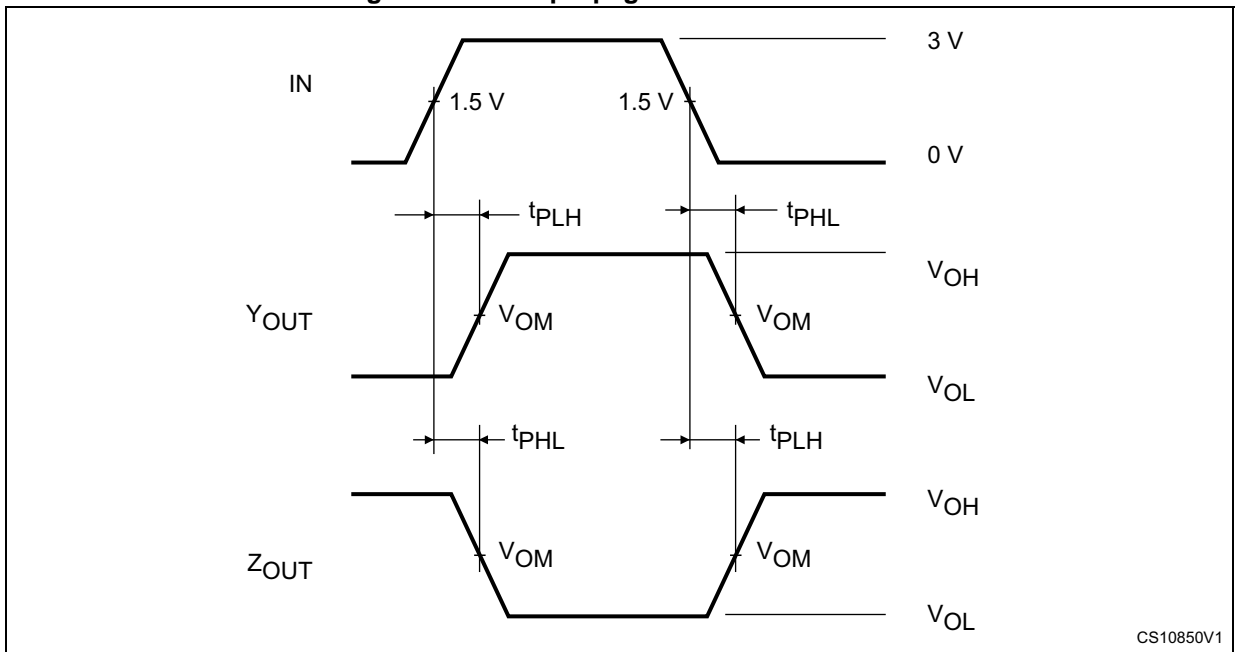 IN
3 V
1.5 V
1.5 V
0 V
tPLH
tPHL
YOUT
VOM
VOM
VOH
VOL
tPHL
tPLH
ZOUT
VOM
VOM
VOH
VOL
CS10850V1